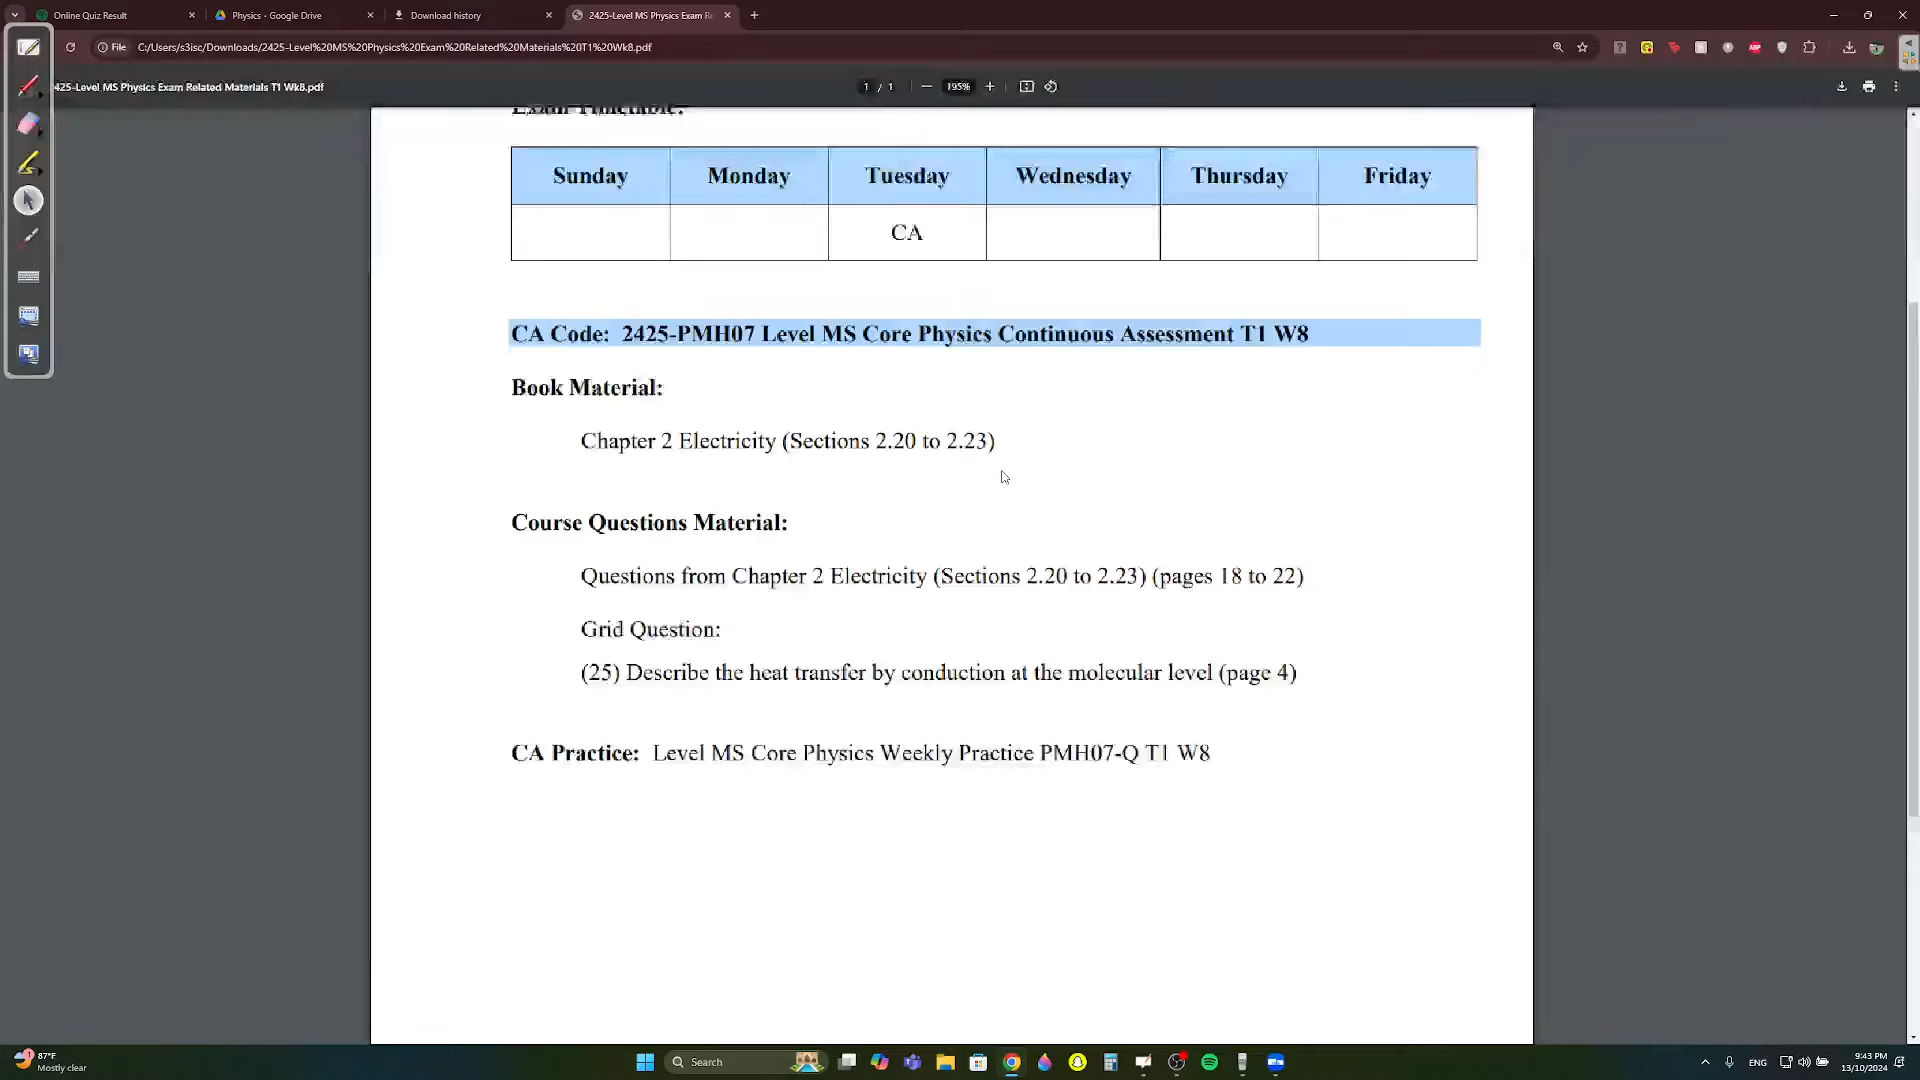 Online Quiz Result
Physics - Google Drive
Download history
2425-Level MS Physics Exam Re
File
C:/Users/s3isc/Downloads/2425-Level%20MS%20Physics%20Exam%20Related%20Materials%20T1%20Wk8.pdf
425-Level MS Physics Exam Related Materials T1 Wk8.pdf
1 / 1
195%
Exam Timetable:
Sunday Monday Tuesday Wednesday Thursday Friday
CA
CA Code: 2425-PMH07 Level MS Core Physics Continuous Assessment T1 W8
Book Material:
Chapter 2 Electricity (Sections 2.20 to 2.23)
Course Questions Material:
Questions from Chapter 2 Electricity (Sections 2.20 to 2.23) (pages 18 to 22)
Grid Question:
(25) Describe the heat transfer by conduction at the molecular level (page 4)
CA Practice: Level MS Core Physics Weekly Practice PMH07-Q T1 W8
1
87°F
Mostly clear
Search
ENG
9:43 PM
13/10/2024